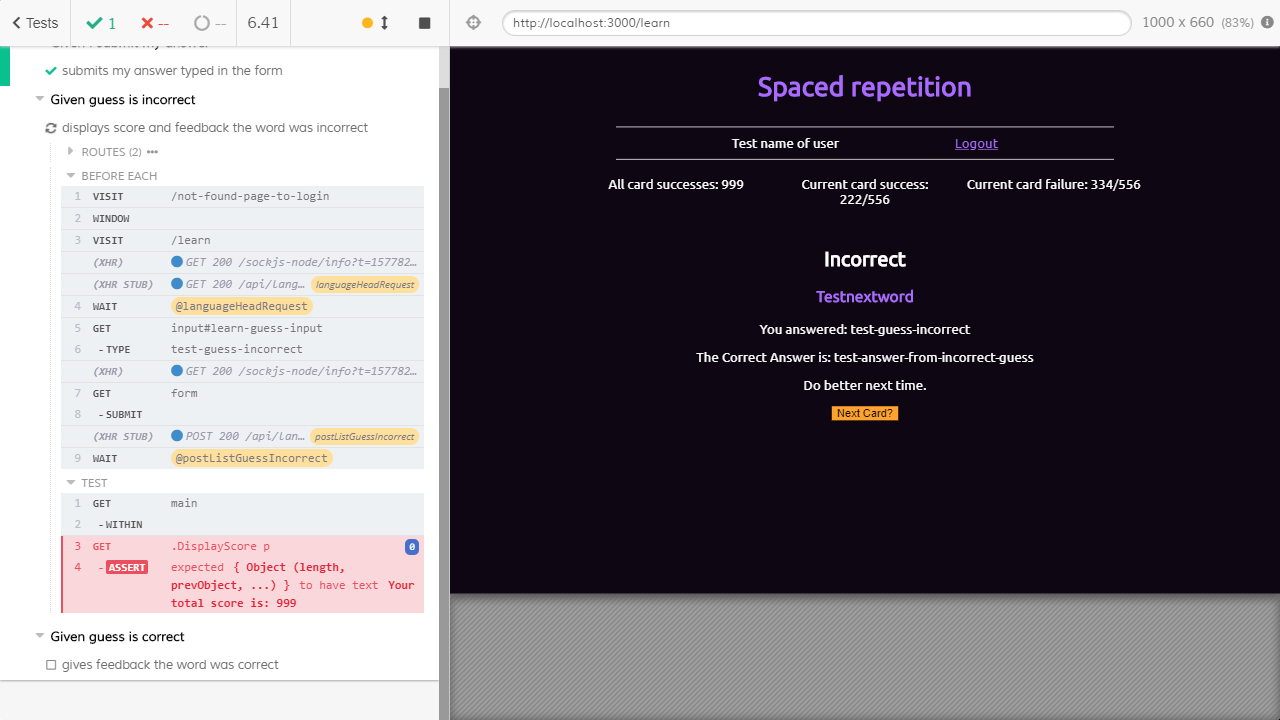 Tests
1
--
--
6.41
http://localhost:3000/learn
1000 x 660 (83%)
submits my answer typed in the form
Given guess is incorrect
displays score and feedback the word was incorrect
ROUTES (2) •••
BEFORE EACH
1 VISIT /not-found-page-to-login
2 WINDOW
3 VISIT /learn
(XHR) GET 200 /sockjs-node/info?t=157782…
(XHR STUB) GET 200 /api/lang… languageHeadRequest
4 WAIT @languageHeadRequest
5 GET input#learn-guess-input
6 - TYPE test-guess-incorrect
(XHR) GET 200 /sockjs-node/info?t=157782…
7 GET form
8 - SUBMIT
(XHR STUB) POST 200 /api/lan… postListGuessIncorrect
9 WAIT @postListGuessIncorrect
TEST
1 GET main
2 - WITHIN
3 GET .DisplayScore p 0
4 - ASSERT expected { Object (length,
prevObject, ...) } to have text Your
total score is: 999
Given guess is correct
gives feedback the word was correct
Spaced repetition
Test name of user
Logout
All card successes: 999
Current card success:
222/556
Current card failure: 334/556
Incorrect
Testnextword
You answered: test-guess-incorrect
The Correct Answer is: test-answer-from-incorrect-guess
Do better next time.
Next Card?